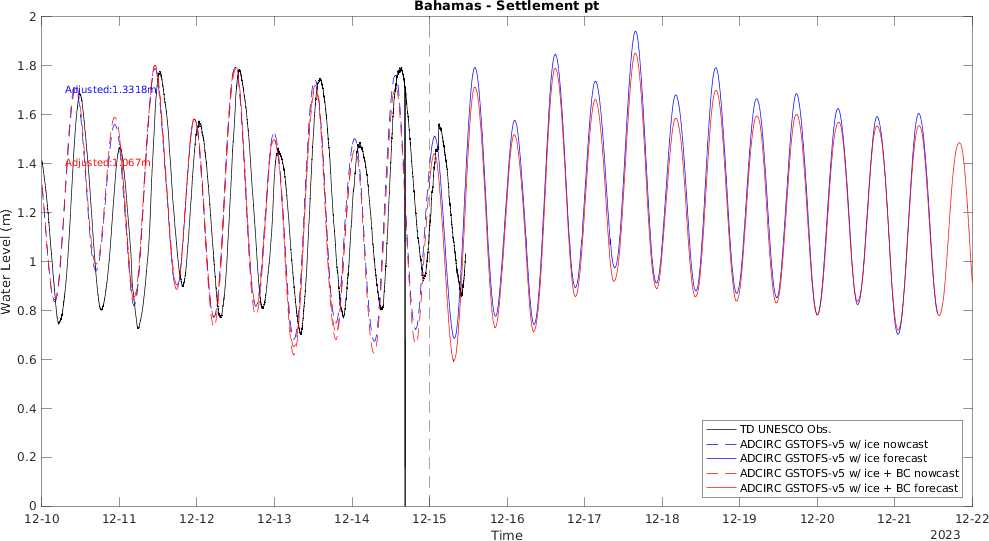 Bahamas - Settlement pt
Water Level (m)
2
1.8
1.6
1.4
1.2
1
0.8
0.6
0.4
0.2
0
Adjusted:1.3318m
Adjusted:1.067m
TD UNESCO Obs.
ADCIRC GSTOFS-v5 w/ ice nowcast
ADCIRC GSTOFS-v5 w/ ice forecast
ADCIRC GSTOFS-v5 w/ ice + BC nowcast
ADCIRC GSTOFS-v5 w/ ice + BC forecast
12-10 12-11 12-12 12-13 12-14 12-15 12-16 12-17 12-18 12-19 12-20 12-21 12-22
Time
2023